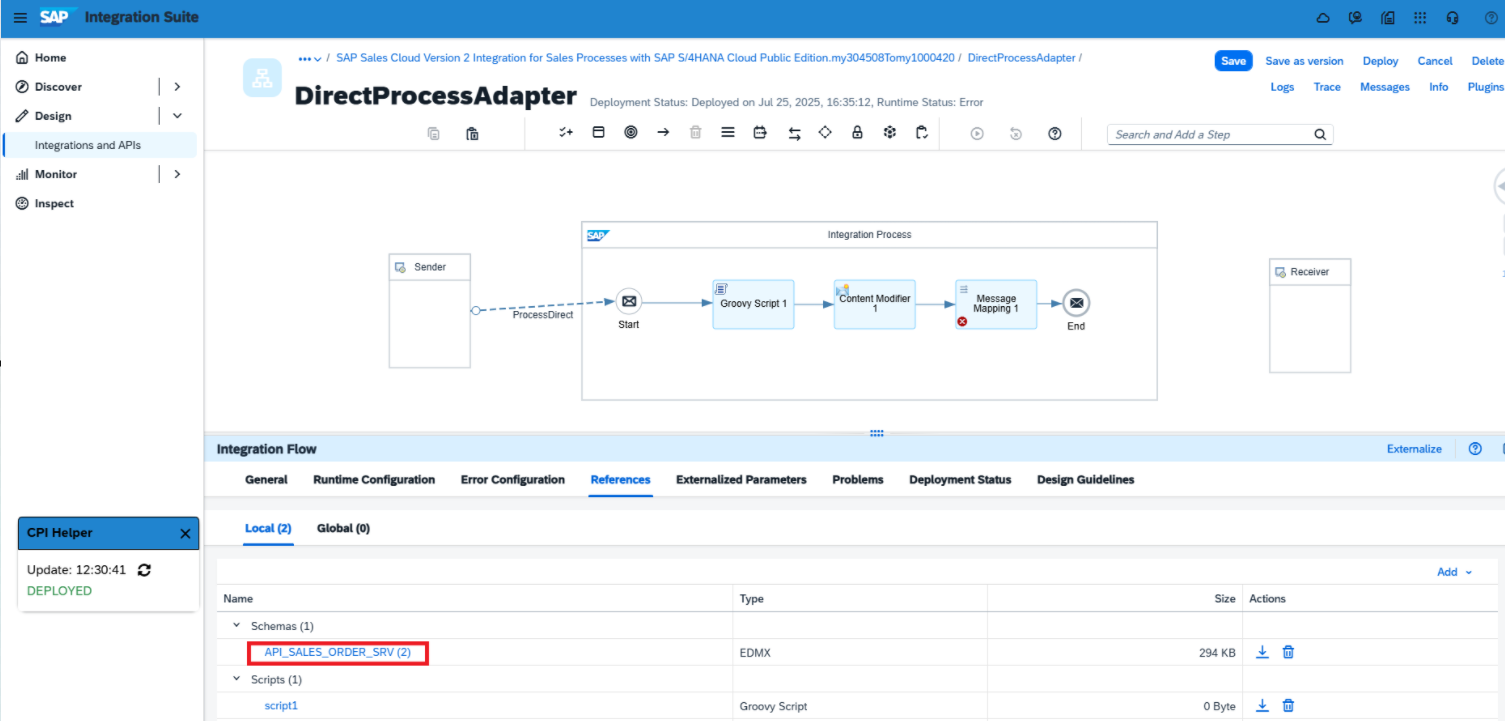 SAP Integration Suite
Home
Discover
Design
Integrations and APIs
Monitor
Inspect
CPI Helper
Update: 12:30:41
DEPLOYED
••• / SAP Sales Cloud Version 2 Integration for Sales Processes with SAP S/4HANA Cloud Public Edition.my304508Tomy1000420 / DirectProcessAdapter /
DirectProcessAdapter
Deployment Status: Deployed on Jul 25, 2025, 16:35:12, Runtime Status: Error
Save Save as version Deploy Cancel Delete
Logs Trace Messages Info Plugins
Search and Add a Step
SAP
Integration Process
Sender
ProcessDirect
Start
Groovy Script 1
Content Modifier
1
Message
Mapping 1
End
Receiver
Integration Flow
Externalize
General Runtime Configuration Error Configuration References Externalized Parameters Problems Deployment Status Design Guidelines
Local (2) Global (0)
Add
Name Type Size Actions
Schemas (1)
API_SALES_ORDER_SRV (2) EDMX 294 KB
Scripts (1)
script1 Groovy Script 0 Byte